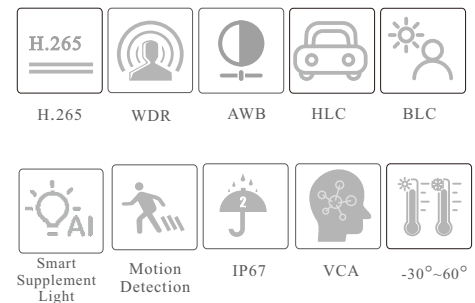 H.265
H.265
WDR
AWB
HLC
BLC
AI
2
Smart
Supplement
Light
Motion
Detection
IP67
VCA
-30°~60°